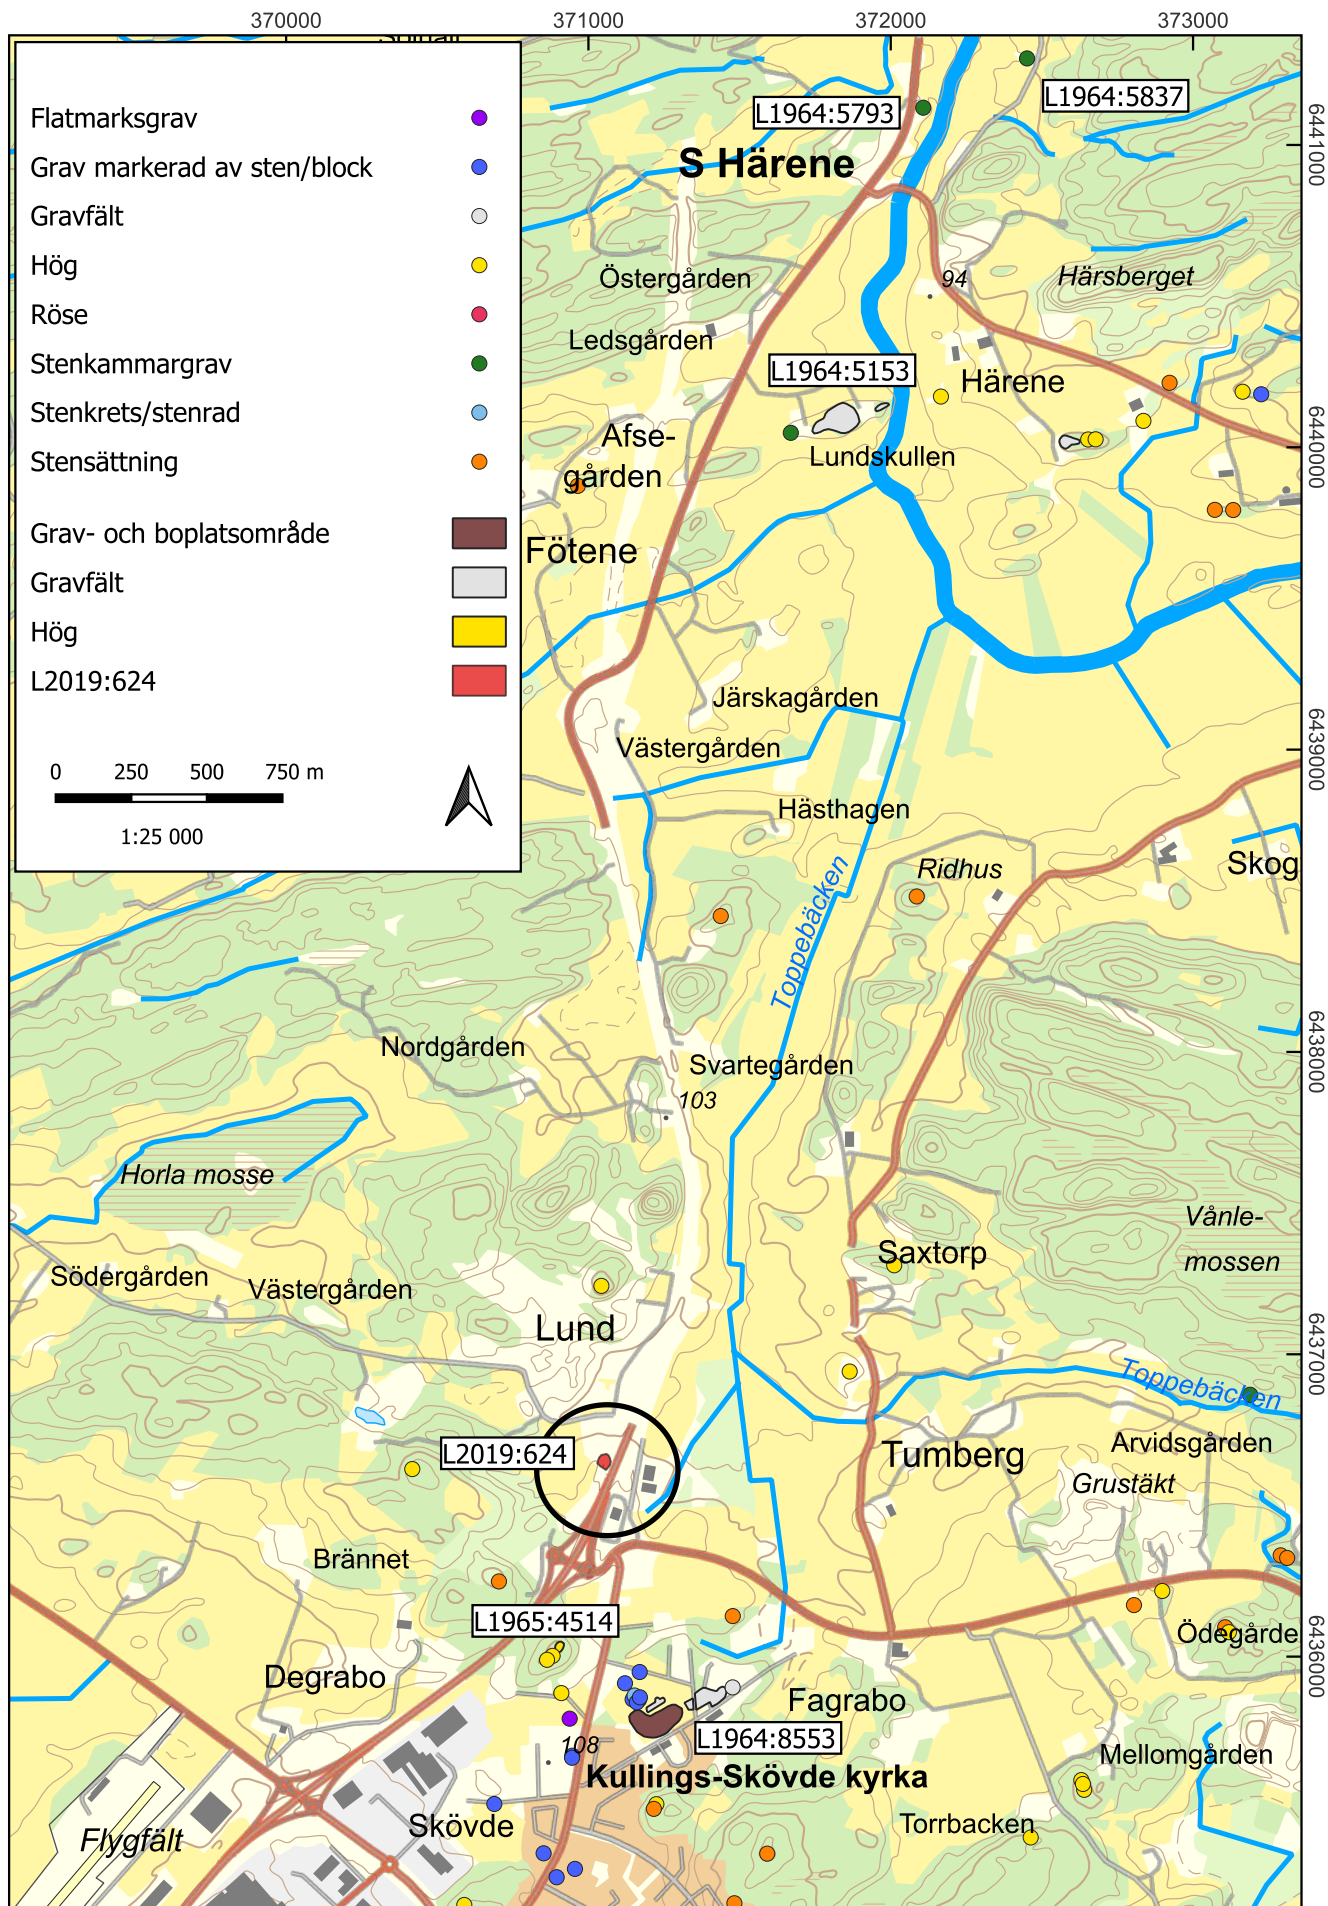 370000
371000
372000
373000
Flatmarksgrav
Grav markerad av sten/block
Gravfält
Hög
Röse
Stenkammargrav
Stenkrets/stenrad
Stensättning
Grav- och boplatsområde
Gravfält
Hög
L2019:624
0 250 500 750 m
1:25 000
L1964:5793
L1964:5837
6441000
S Härene
Östergården
94
Härsberget
Ledsgården
L1964:5153
Härene
Afse-
gården
Lundskullen
6440000
Fötene
Järskagården
Västergården
6439000
Hästhagen
Ridhus
Skog
Toppebäcken
Nordgården
Svartegården
6438000
103
Horla mosse
Vånle-
mossen
Södergården
Västergården
Saxtorp
Lund
6437000
Toppebäcken
L2019:624
Tumberg
Arvidsgården
Grustäkt
Brännet
L1965:4514
Ödegårde
6436000
Degrabo
Fagrabo
L1964:8553
108
Mellomgården
Kullings-Skövde kyrka
Flygfält
Skövde
Torrbacken